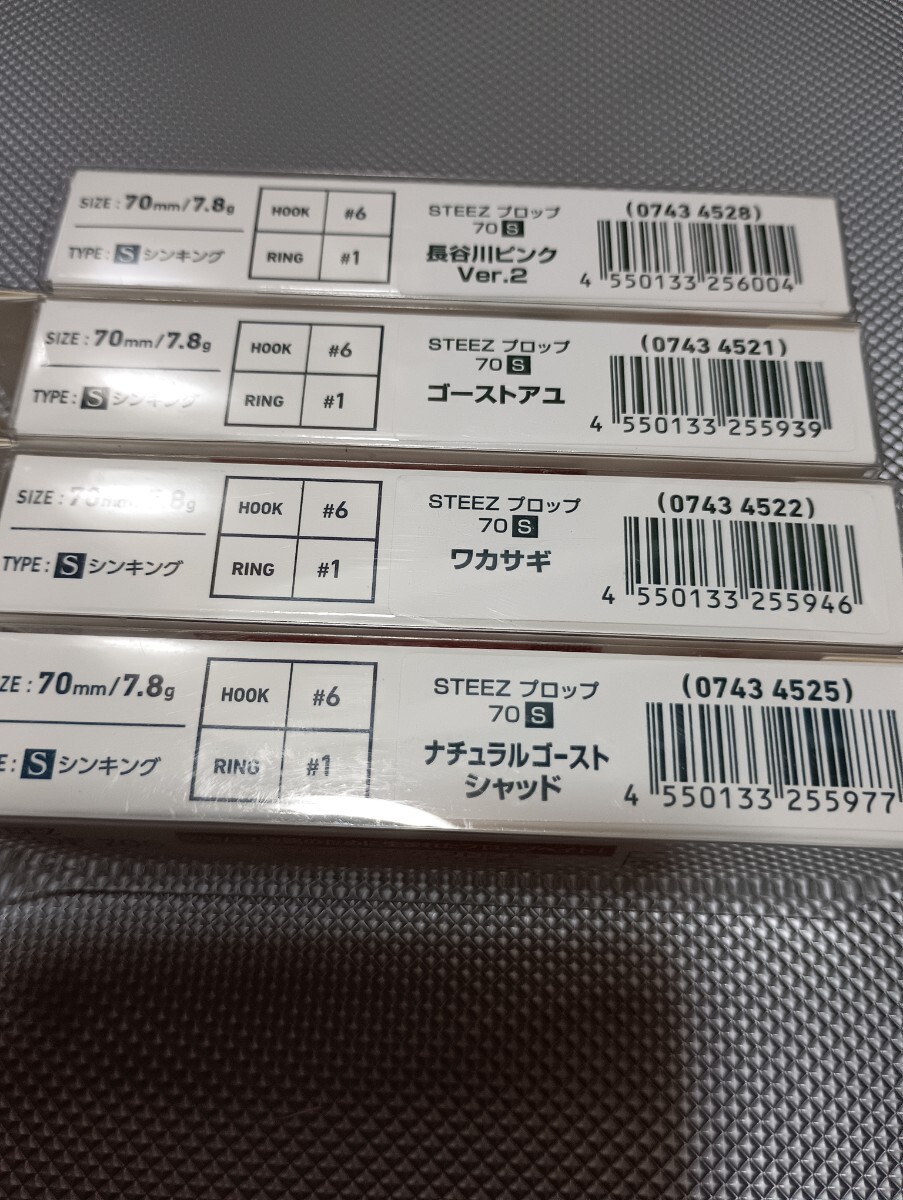 SIZE : 70mm/7.8g
TYPE : S シンキング
HOOK #6
RING #1
STEEZ プロップ
70 S
長谷川ピンク
Ver.2
(0743 4528)
4 550133 256004
SIZE : 70mm/7.8g
TYPE : S シンキング
HOOK #6
RING #1
STEEZ プロップ
70 S
ゴーストアユ
(0743 4521)
4 550133 255939
SIZE : 70mm/7.8g
TYPE : S シンキング
HOOK #6
RING #1
STEEZ プロップ
70 S
ワカサギ
(0743 4522)
4 550133 255946
ZE : 70mm/7.8g
E : S シンキング
HOOK #6
RING #1
STEEZ プロップ
70 S
ナチュラルゴースト
シャッド
(0743 4525)
4 550133 255977